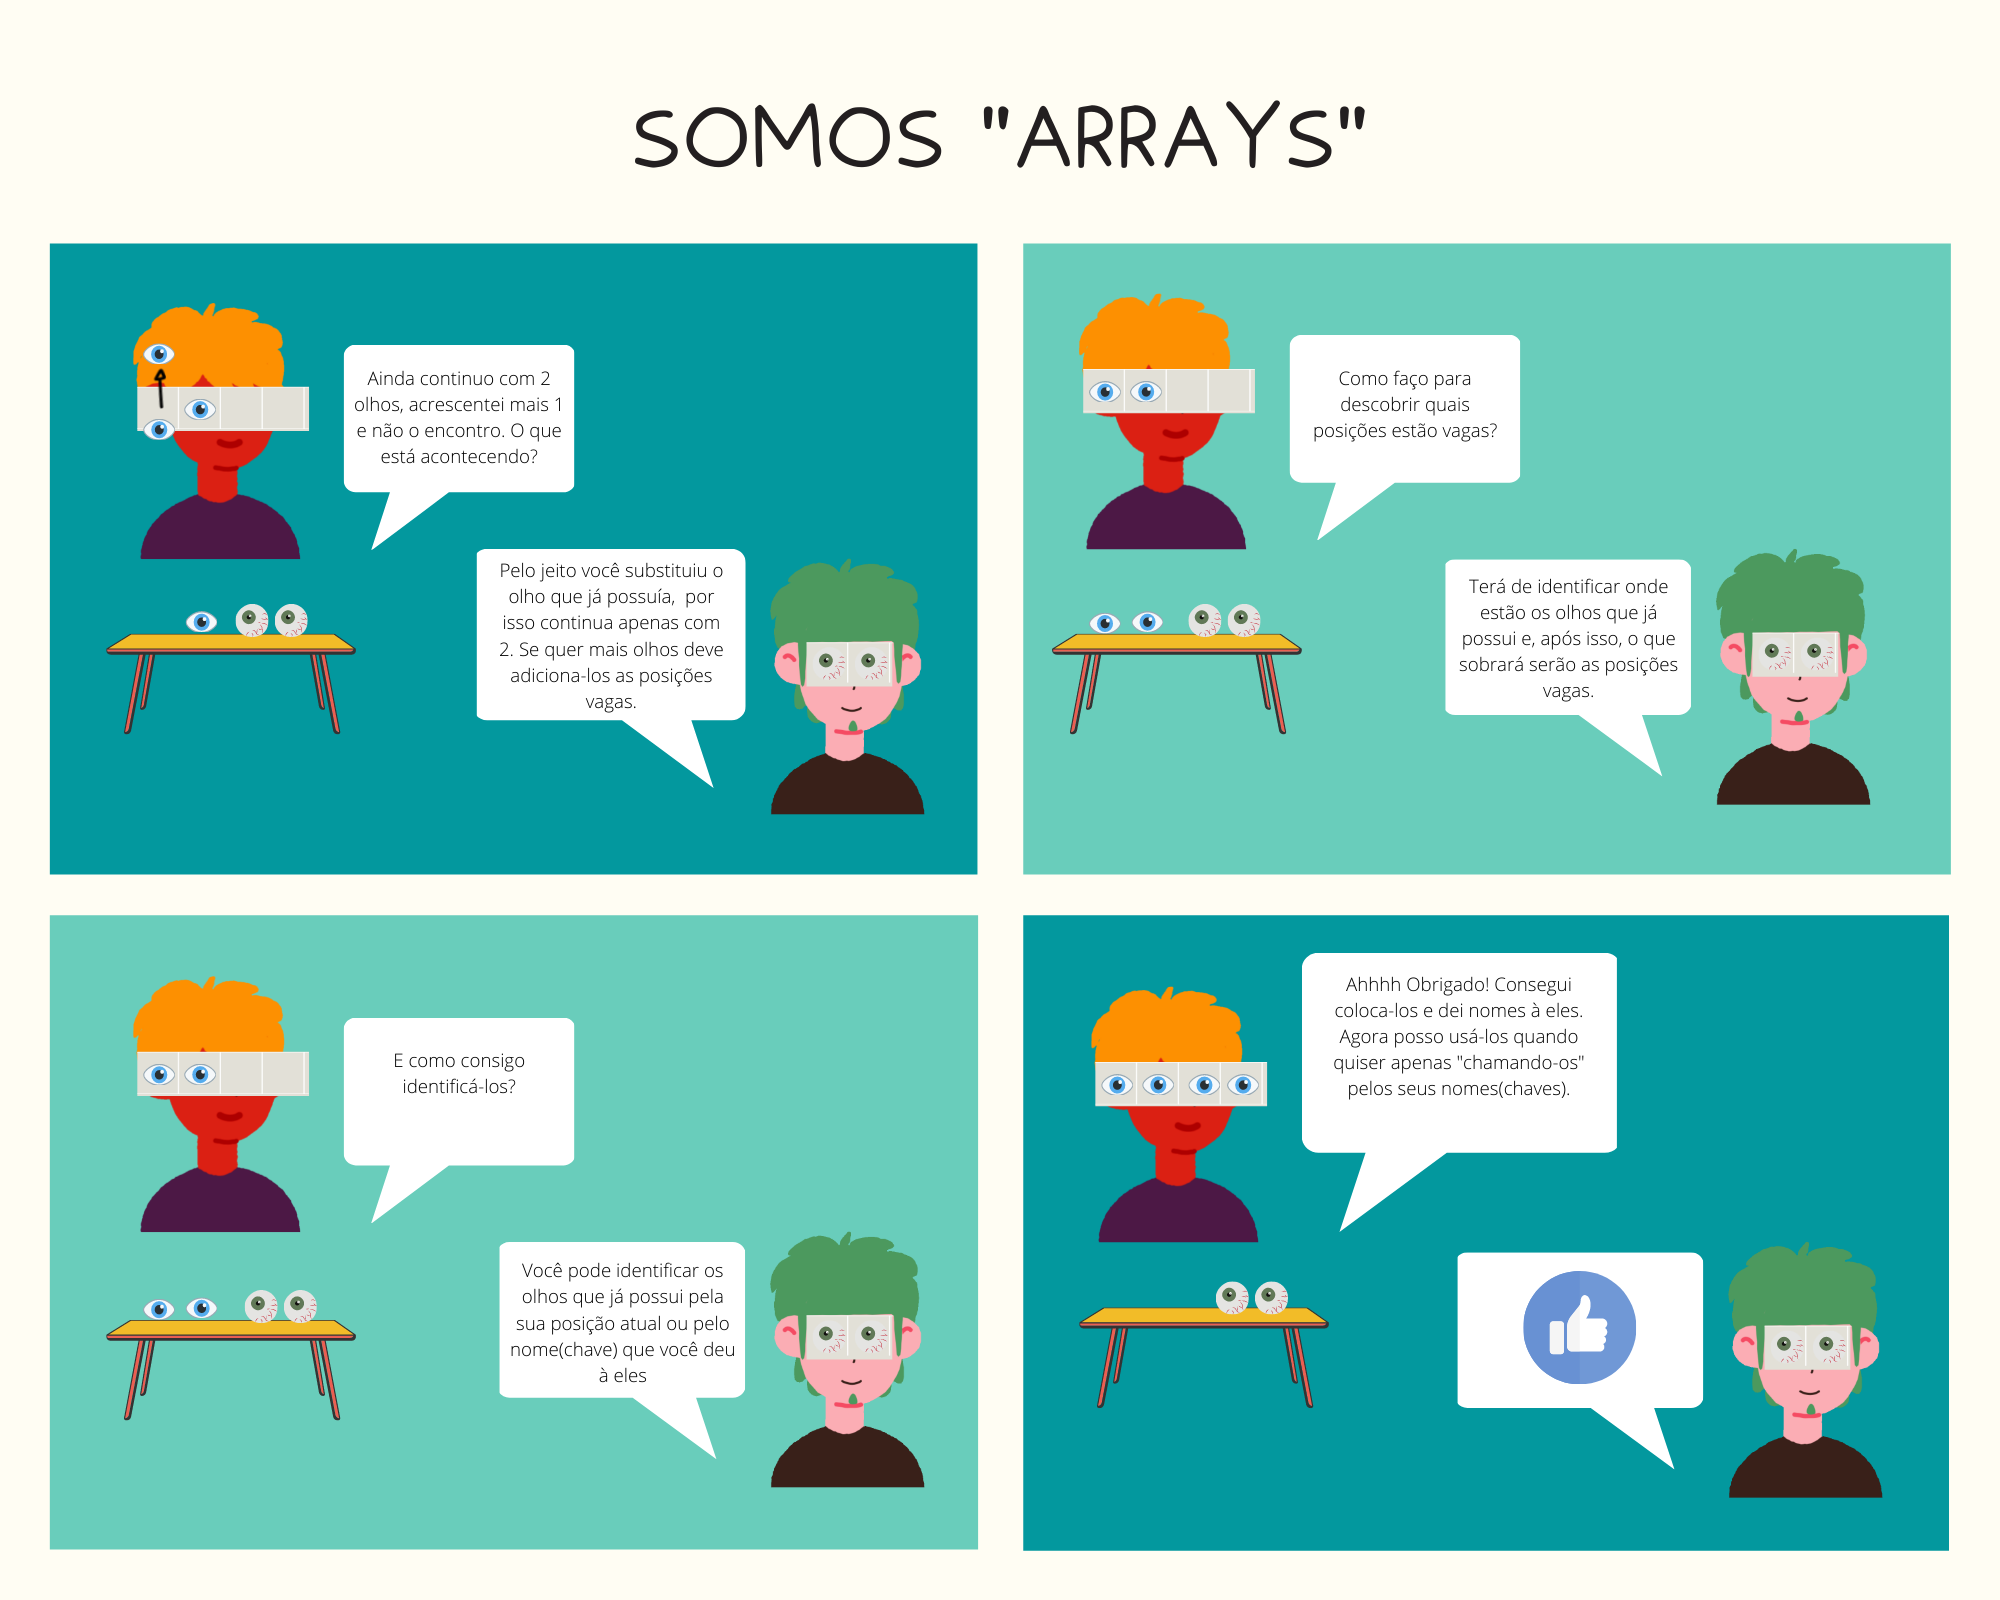 SOMOS "ARRAYS"
Ainda continuo com 2
olhos, acrescentei mais 1
e não o encontro. O que
está acontecendo?
Pelo jeito você substituiu o
olho que já possuía, por
isso continua apenas com
2. Se quer mais olhos deve
adiciona-los as posições
vagas.
Como faço para
descobrir quais
posições estão vagas?
Terá de identificar onde
estão os olhos que já
possui e, após isso, o que
sobrará serão as posições
vagas.
E como consigo
identificá-los?
Você pode identificar os
olhos que já possui pela
sua posição atual ou pelo
nome(chave) que você deu
à eles
Ahhhh Obrigado! Consegui
coloca-los e dei nomes à eles.
Agora posso usá-los quando
quiser apenas "chamando-os"
pelos seus nomes(chaves).